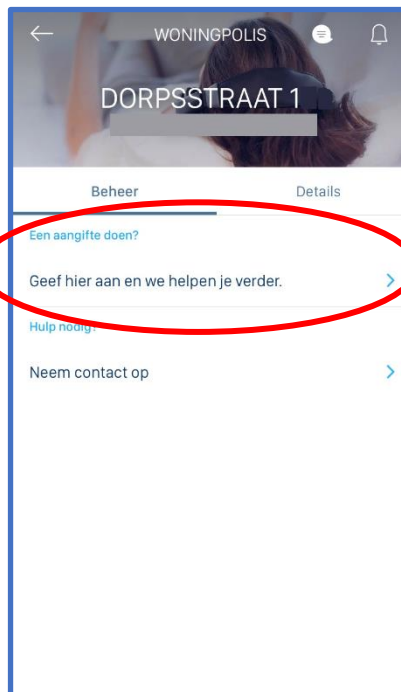 WONINGPOLIS
DORPSSTRAAT 1
Beheer
Details
Een aangifte doen?
Geef hier aan en we helpen je verder.
Hulp nodig?
Neem contact op